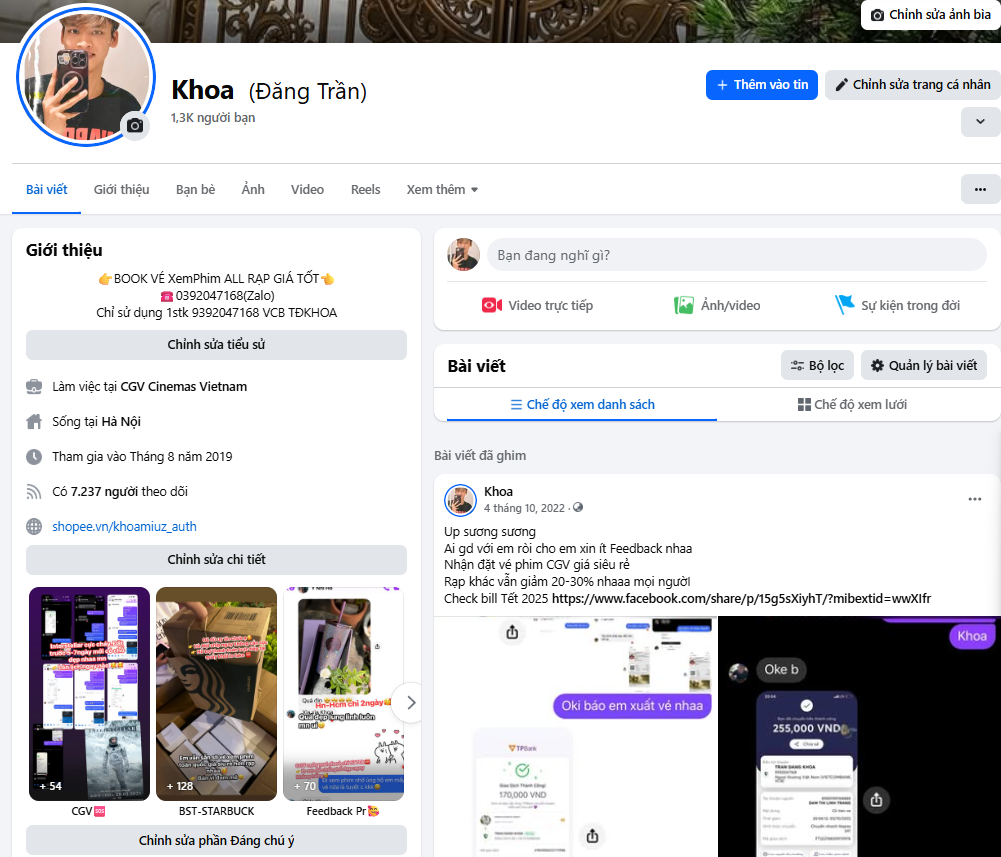 Chỉnh sửa ảnh bìa
Khoa (Đăng Trần)
1,3K người bạn
Thêm vào tin
Chỉnh sửa trang cá nhân
Bài viết
Giới thiệu
Bạn bè
Ảnh
Video
Reels
Xem thêm
Giới thiệu
👉BOOK VÉ XemPhim ALL RẠP GIÁ TỐT👈
☎️ 0392047168(Zalo)
Chỉ sử dụng 1stk 9392047168 VCB TĐKHOA
Chỉnh sửa tiểu sử
Làm việc tại CGV Cinemas Vietnam
Sống tại Hà Nội
Tham gia vào Tháng 8 năm 2019
Có 7.237 người theo dõi
shopee.vn/khoamiuz_auth
Chỉnh sửa chi tiết
+ 54
+ 128
+ 70
CGV🆘
BST-STARBUCK
Feedback Pr🥰
Chỉnh sửa phần Đáng chú ý
Bạn đang nghĩ gì?
Video trực tiếp
Ảnh/video
Sự kiện trong đời
Bài viết
Bộ lọc
Quản lý bài viết
Chế độ xem danh sách
Chế độ xem lưới
Bài viết đã ghim
Khoa
4 tháng 10, 2022
Up sương sương
Ai gd với em ròi cho em xin ít Feedback nhaa
Nhận đặt vé phim CGV giá siêu rẻ
Rạp khác vẫn giảm 20-30% nhaaa mọi người
Check bill Tết 2025 https://www.facebook.com/share/p/15g5sXiyhT/?mibextid=wwXIfr
Oki báo em xuất vé nhaa
TPBank
Giao Dịch Thành Công!
170,000 VND
Khoa
Oke b
255,000 VND
Chia sẻ
TRAN DANG KHOA